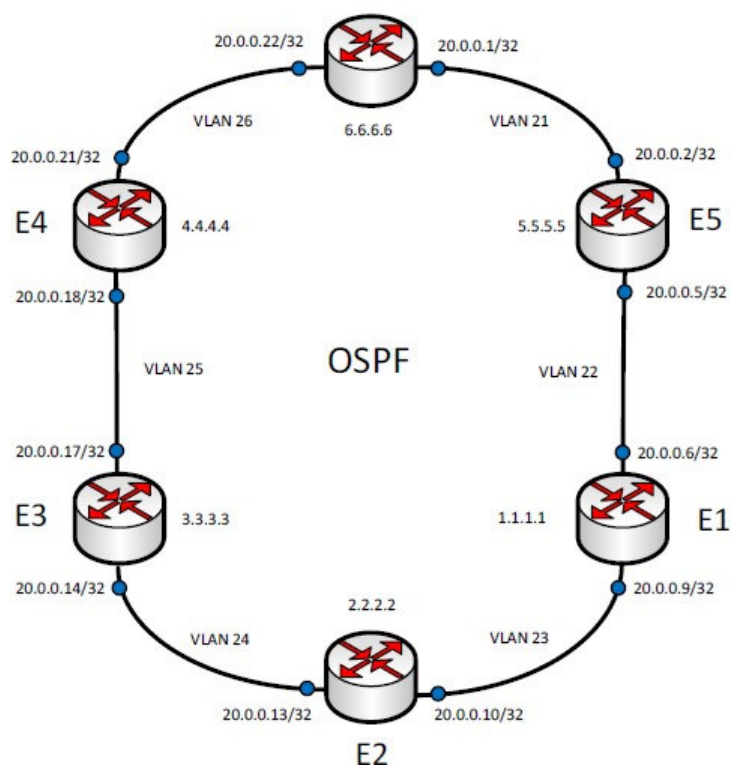 20.0.0.22/32
20.0.0.1/32
VLAN 26
6.6.6.6
VLAN 21
20.0.0.21/32
20.0.0.2/32
E4
4.4.4.4
5.5.5.5
E5
20.0.0.18/32
20.0.0.5/32
OSPF
VLAN 25
VLAN 22
20.0.0.17/32
20.0.0.6/32
E3
3.3.3.3
1.1.1.1
E1
20.0.0.14/32
20.0.0.9/32
2.2.2.2
VLAN 24
VLAN 23
20.0.0.13/32
20.0.0.10/32
E2